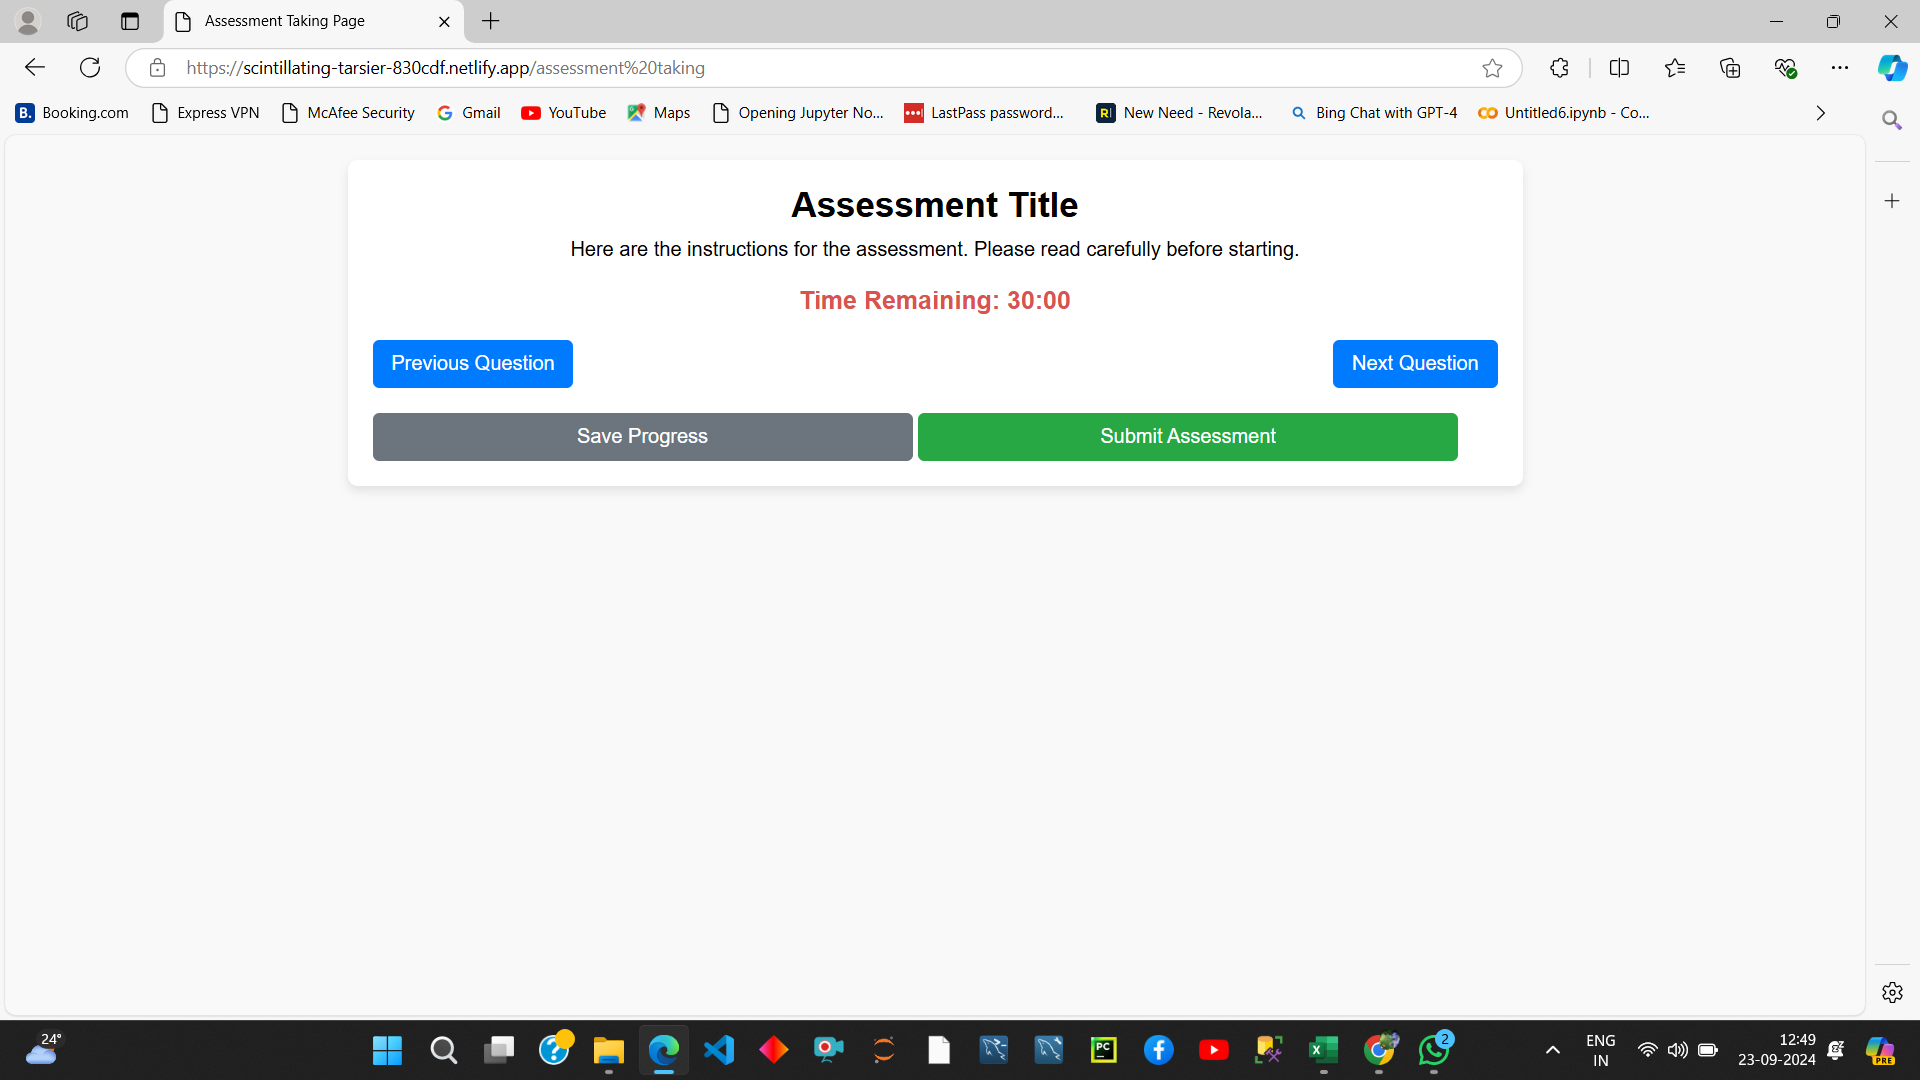 Assessment Taking Page
https://scintillating-tarsier-830cdf.netlify.app/assessment%20taking
B. Booking.com Express VPN McAfee Security Gmail YouTube Maps Opening Jupyter No... LastPass password... R| New Need - Revola... Bing Chat with GPT-4 Untitled6.ipynb - Co...
Assessment Title
Here are the instructions for the assessment. Please read carefully before starting.
Time Remaining: 30:00
Previous Question Next Question
Save Progress Submit Assessment
24°
PC
2
PRE
ENG
IN
12:49
23-09-2024